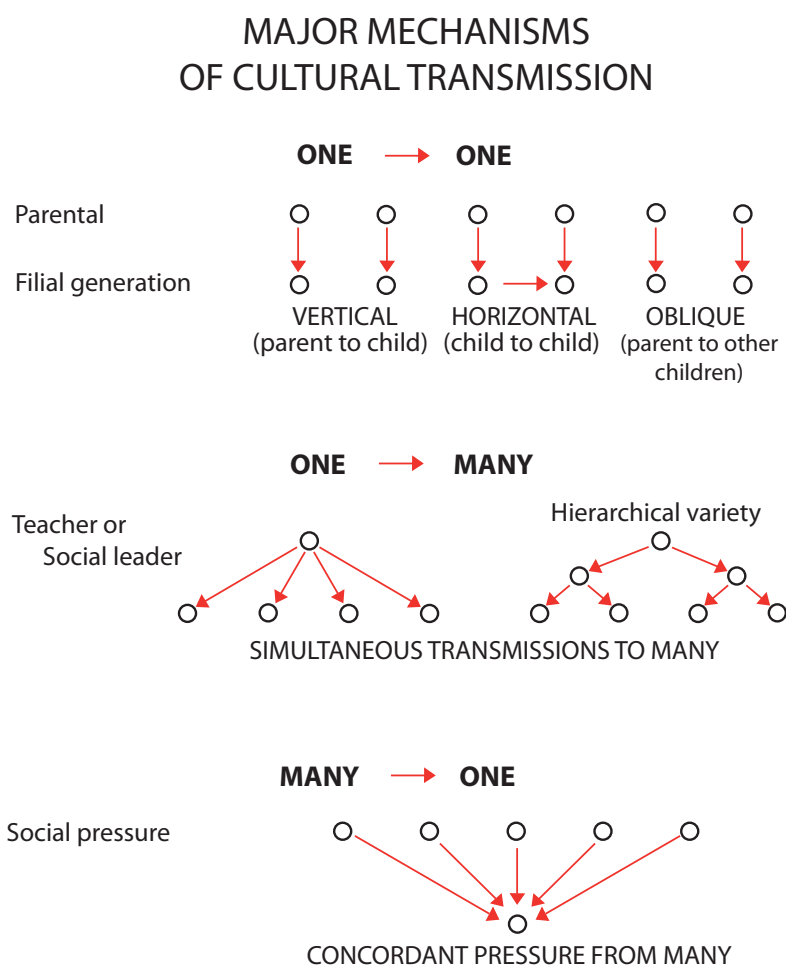 MAJOR MECHANISMS
OF CULTURAL TRANSMISSION
ONE → ONE
Parental
Filial generation
VERTICAL
(parent to child)
HORIZONTAL
(child to child)
OBLIQUE
(parent to other
children)
ONE → MANY
Teacher or
Social leader
Hierarchical variety
SIMULTANEOUS TRANSMISSIONS TO MANY
MANY → ONE
Social pressure
CONCORDANT PRESSURE FROM MANY